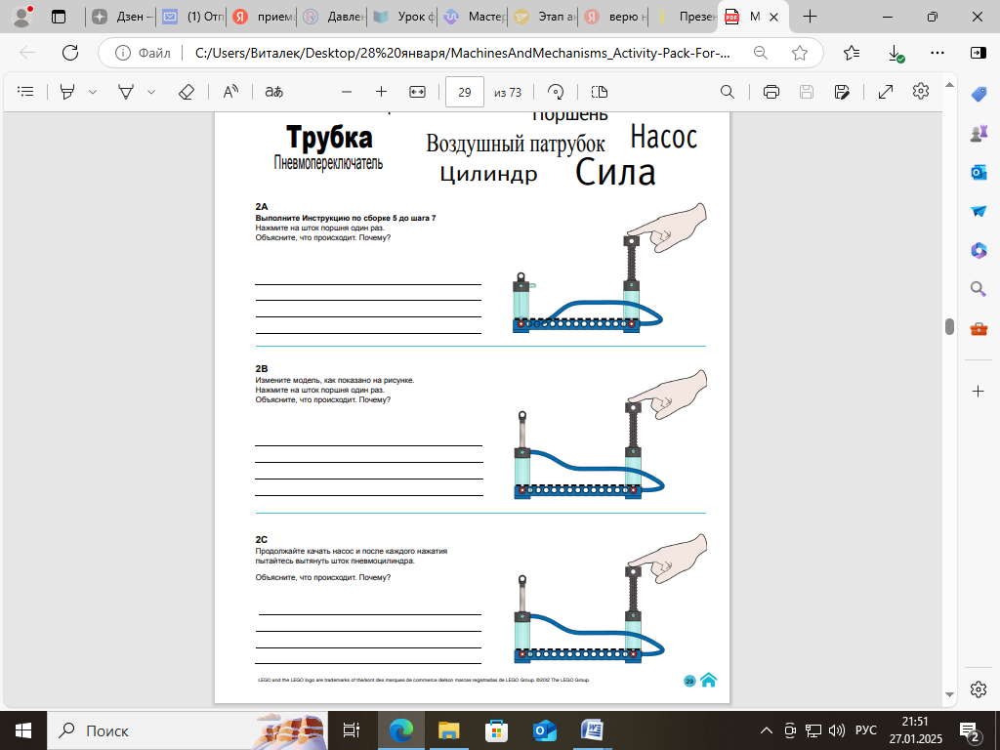 Дзен –
(1) Отп
прием
Давлен
Урок ф
Мастер
Этап ак
верю н
Презен
М
Файл
C:/Users/Виталек/Desktop/28%20января/MachinesAndMechanisms_Activity-Pack-For-...
29
из 73
Поршень
Трубка
Воздушный патрубок
Насос
Пневмопереключатель
Цилиндр
Сила
2A
Выполните Инструкцию по сборке 5 до шага 7
Нажмите на шток поршня один раз.
Объясните, что происходит. Почему?
2B
Измените модель, как показано на рисунке.
Нажмите на шток поршня один раз.
Объясните, что происходит. Почему?
2C
Продолжайте качать насос и после каждого нажатия
пытайтесь вытянуть шток пневмоцилиндра.
Объясните, что происходит. Почему?
LEGO and the LEGO logo are trademarks of the/sont des marques de commerce de/son marcas registradas de LEGO Group. ©2012 The LEGO Group.
29
Поиск
РУС
21:51
27.01.2025
2